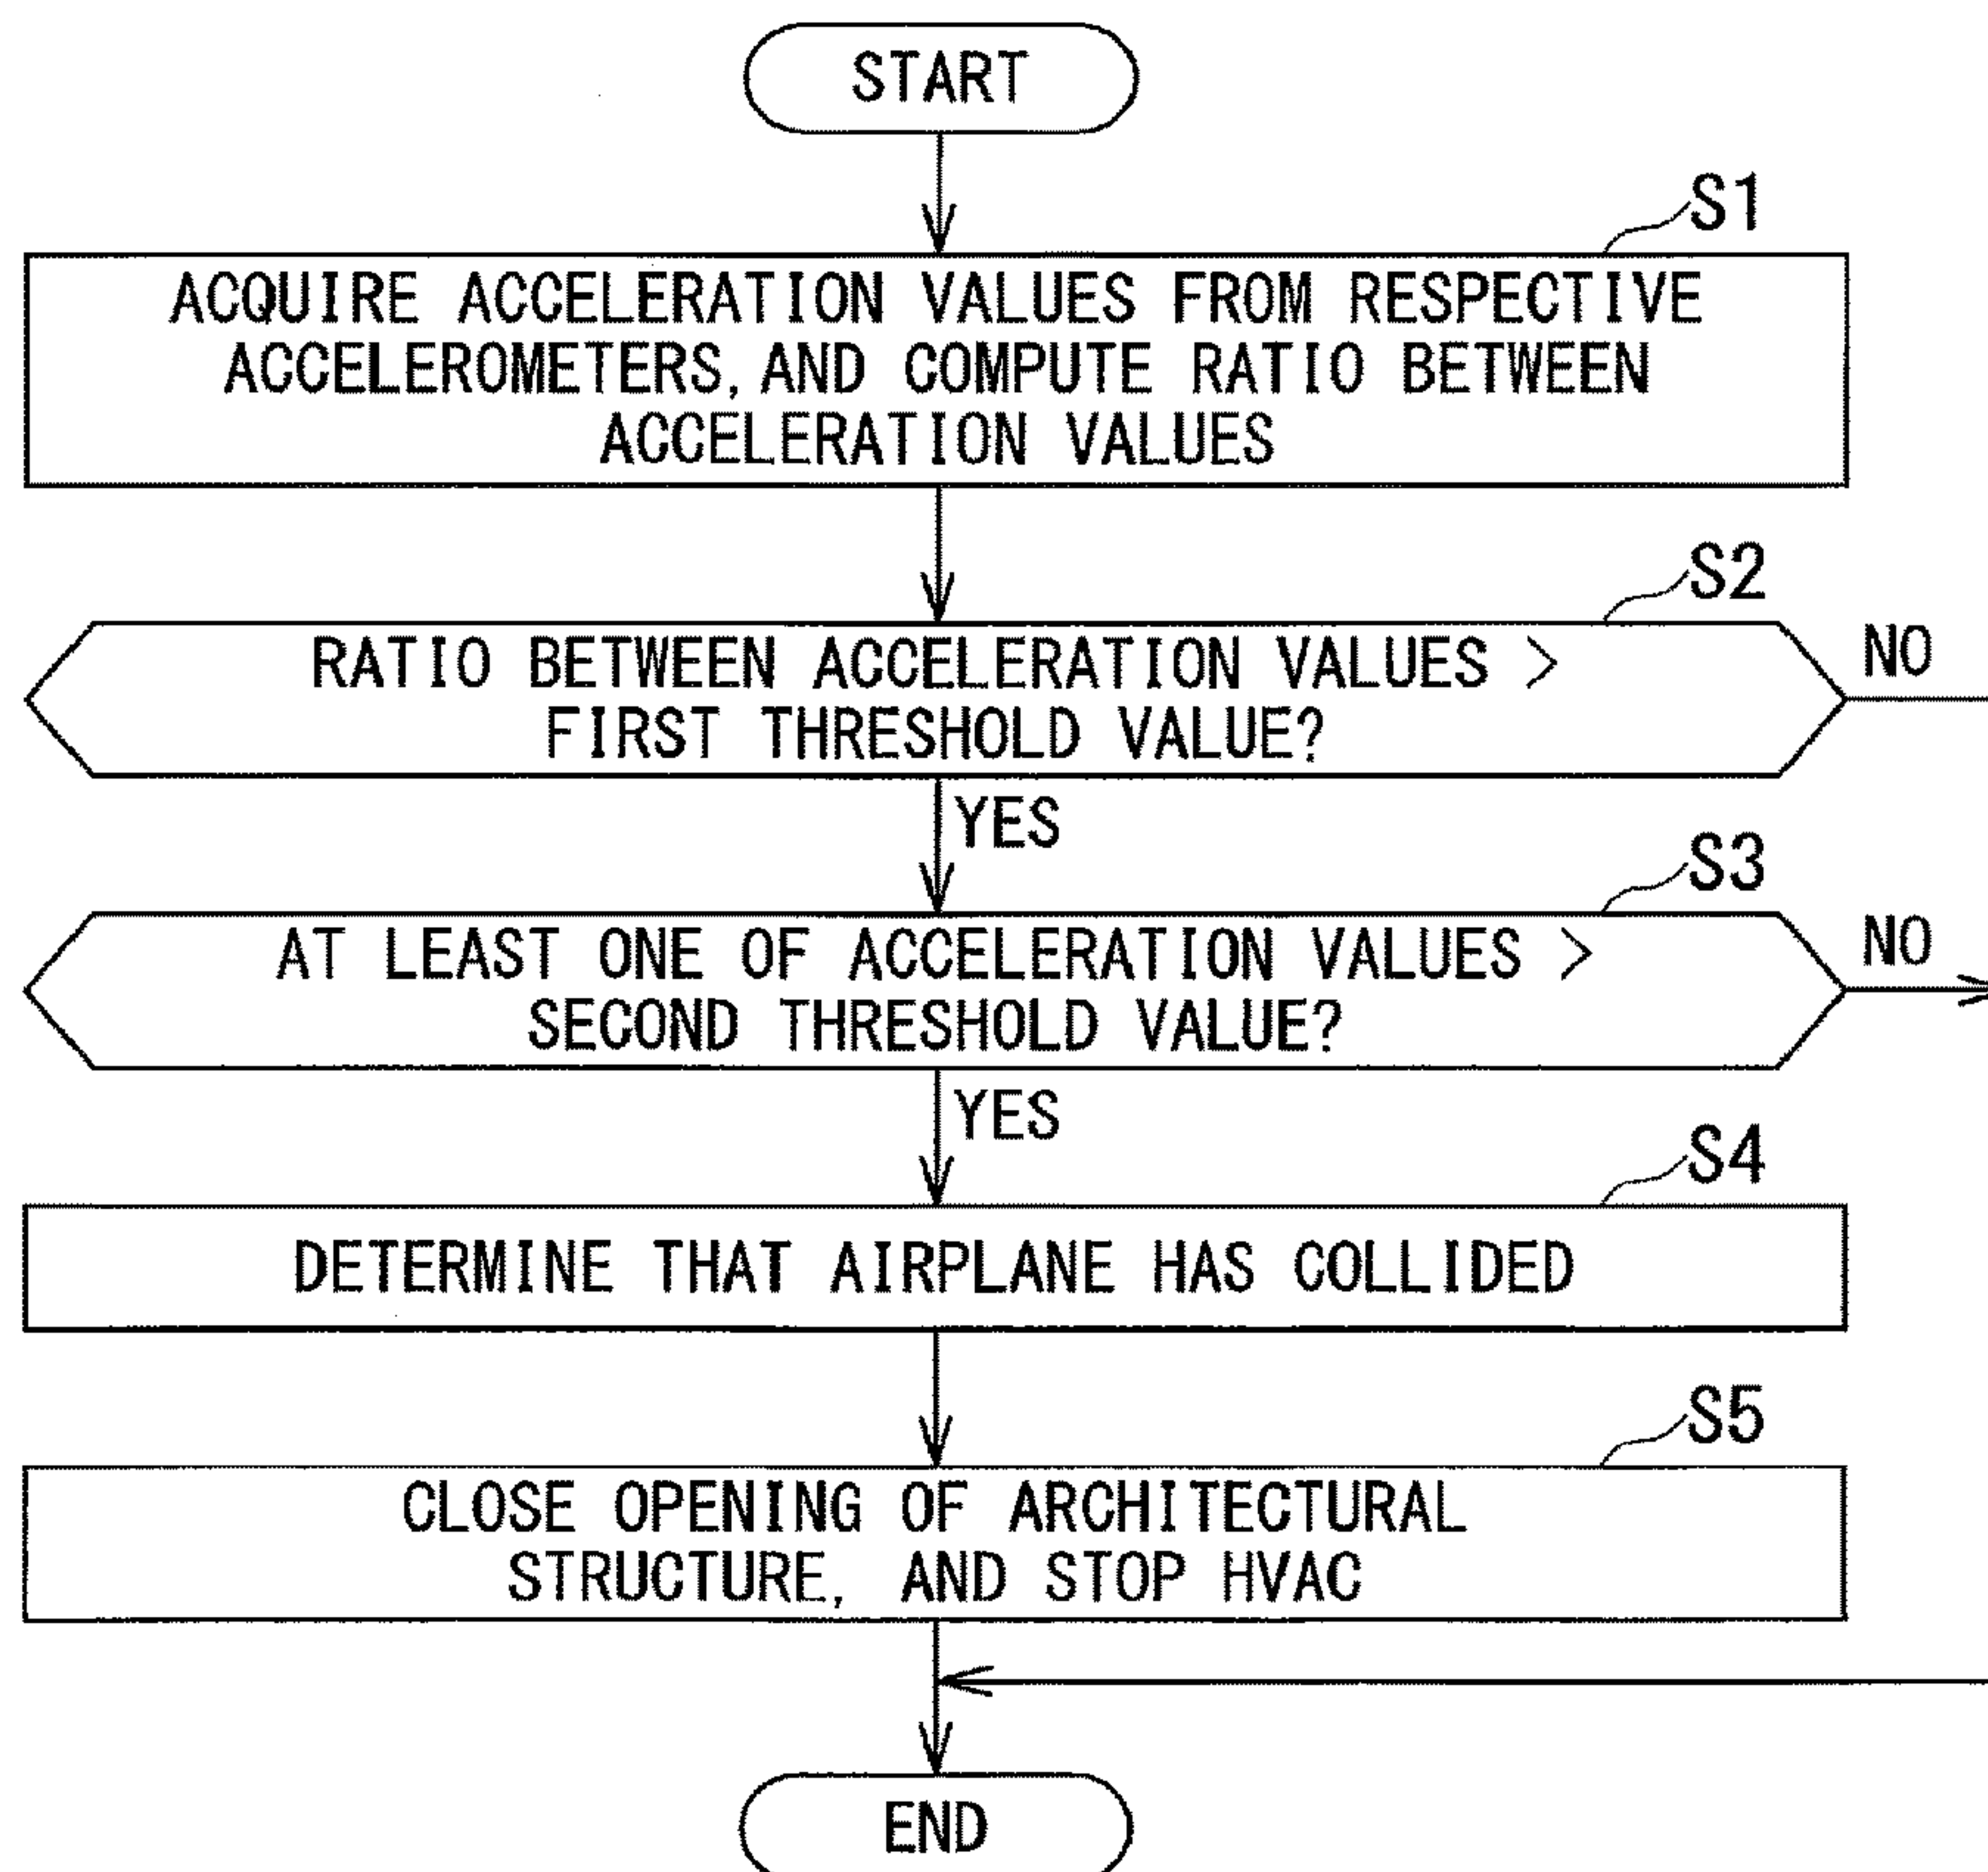 START
S1
ACQUIRE ACCELERATION VALUES FROM RESPECTIVE
ACCELEROMETERS, AND COMPUTE RATIO BETWEEN
ACCELERATION VALUES
S2
RATIO BETWEEN ACCELERATION VALUES >
FIRST THRESHOLD VALUE?
NO
YES
S3
AT LEAST ONE OF ACCELERATION VALUES >
SECOND THRESHOLD VALUE?
NO
YES
S4
DETERMINE THAT AIRPLANE HAS COLLIDED
S5
CLOSE OPENING OF ARCHITECTURAL
STRUCTURE, AND STOP HVAC
END